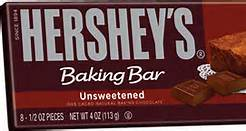 SINCE 1894
HERSHEY'S
Baking Bar
Unsweetened
100% CACAO NATURAL BAKING CHOCOLATE
8 - 1/2 OZ PIECES NET WT 4 OZ (113 g)